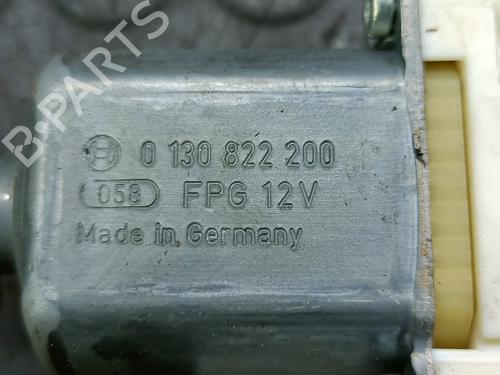 0 130 822 200
058 FPG 12V
Made in Germany
B-PARTS